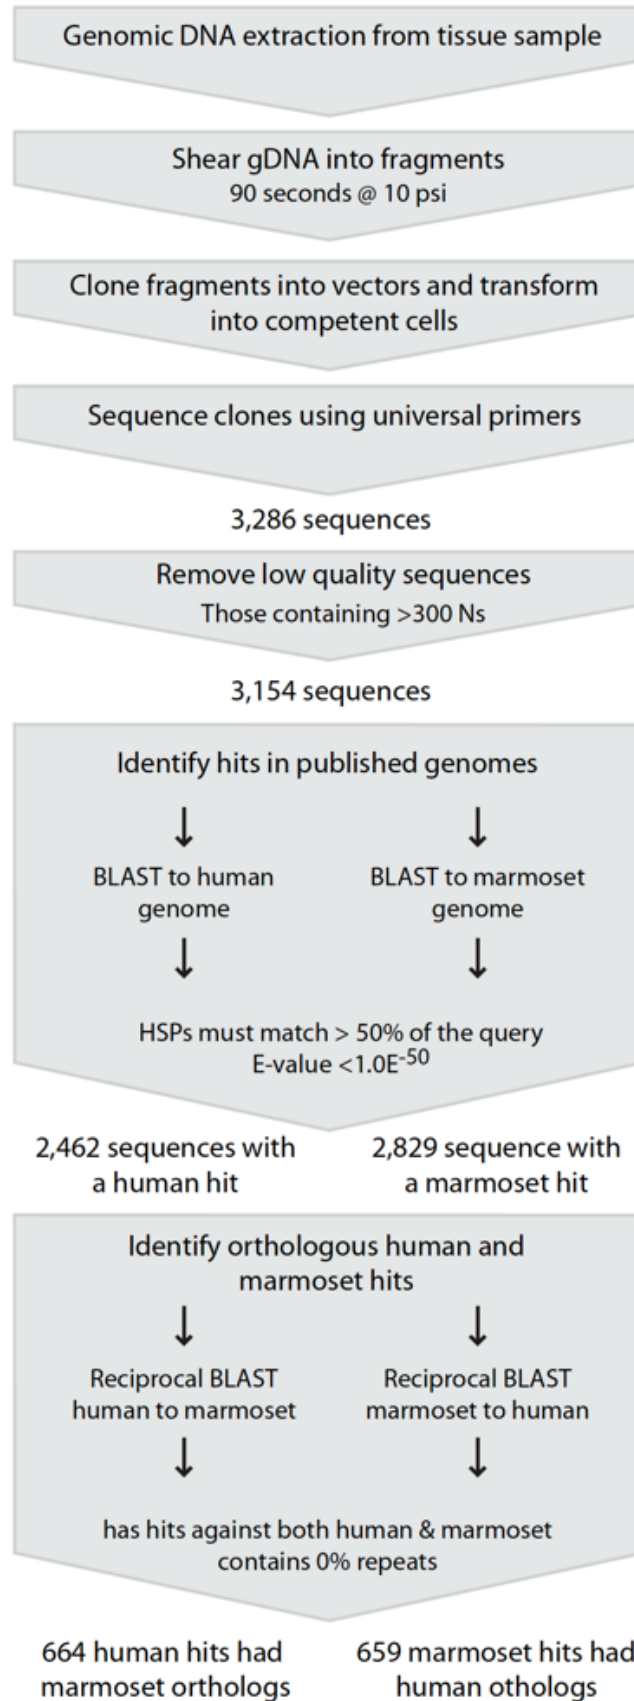 Genomic DNA extraction from tissue sample
Shear gDNA into fragments
90 seconds @ 10 psi
Clone fragments into vectors and transform
into competent cells
Sequence clones using universal primers
3,286 sequences
Remove low quality sequences
Those containing >300 Ns
3,154 sequences
Identify hits in published genomes
BLAST to human
genome
BLAST to marmoset
genome
HSPs must match > 50% of the query
E-value <1.0E-50
2,462 sequences with
a human hit
2,829 sequence with
a marmoset hit
Identify orthologous human and
marmoset hits
Reciprocal BLAST
human to marmoset
Reciprocal BLAST
marmoset to human
has hits against both human & marmoset
contains 0% repeats
664 human hits had
marmoset orthologs
659 marmoset hits had
human othologs